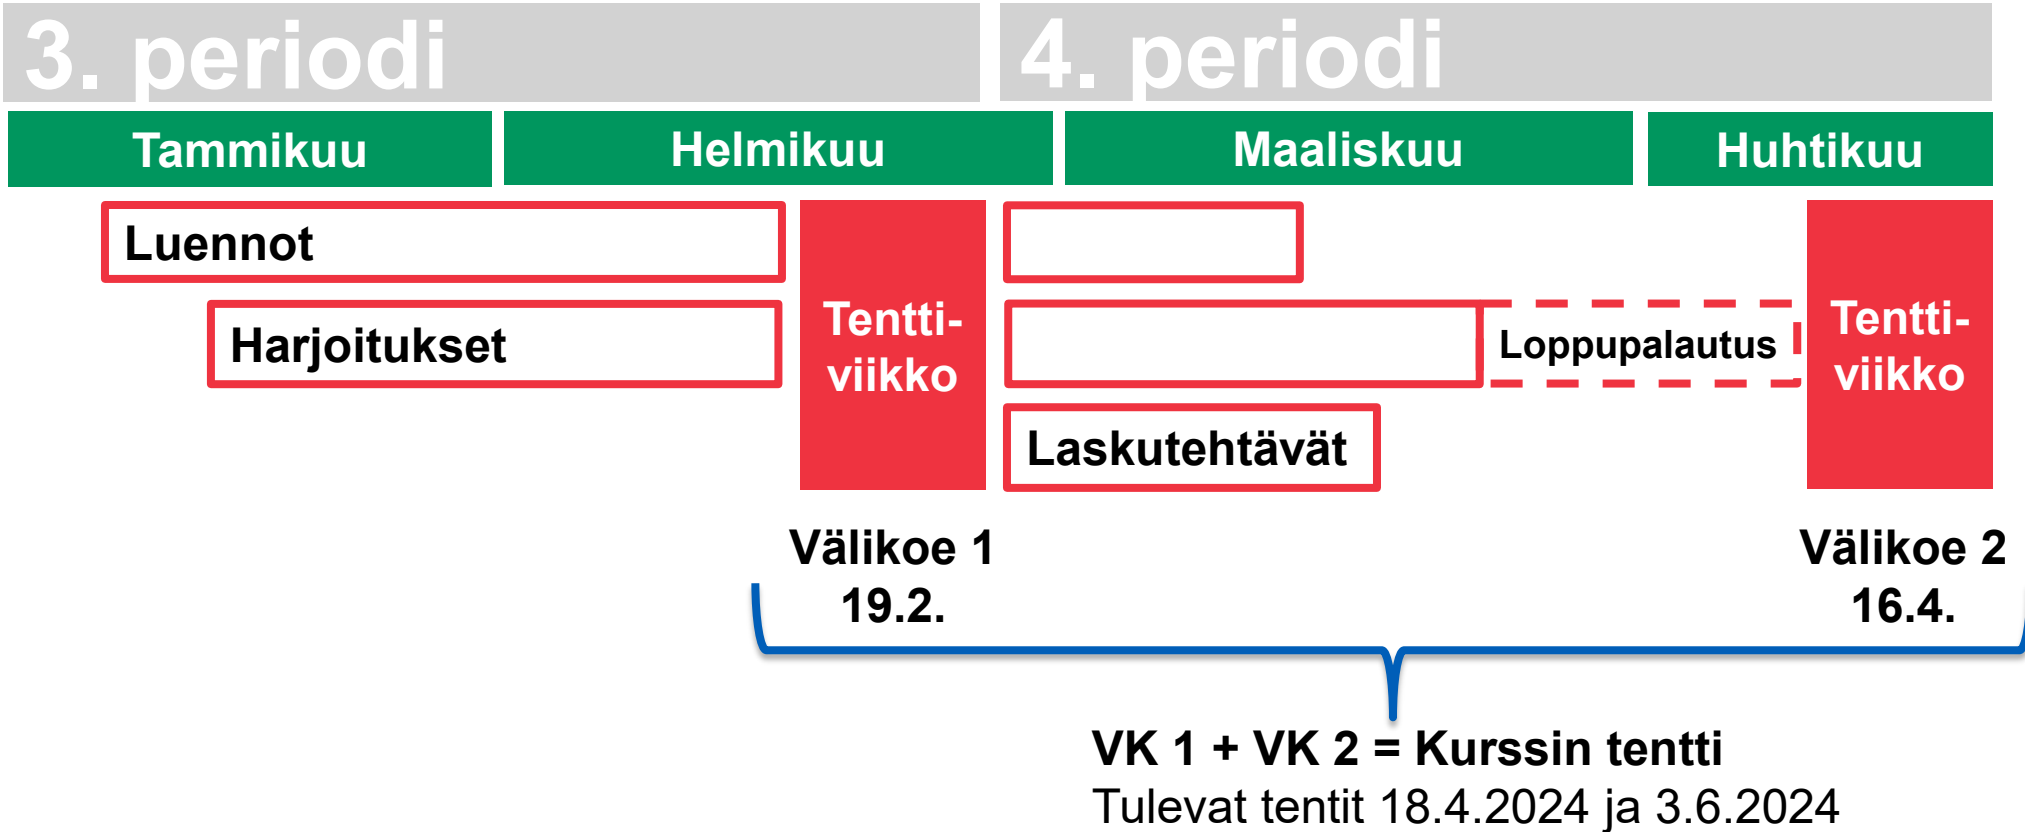 3. periodi
4. periodi
Tammikuu
Helmikuu
Maaliskuu
Huhtikuu
Luennot
Harjoitukset
Tentti-
viikko
Loppupalautus
Tentti-
viikko
Laskutehtävät
Välikoe 1
19.2.
Välikoe 2
16.4.
VK 1 + VK 2 = Kurssin tentti
Tulevat tentit 18.4.2024 ja 3.6.2024